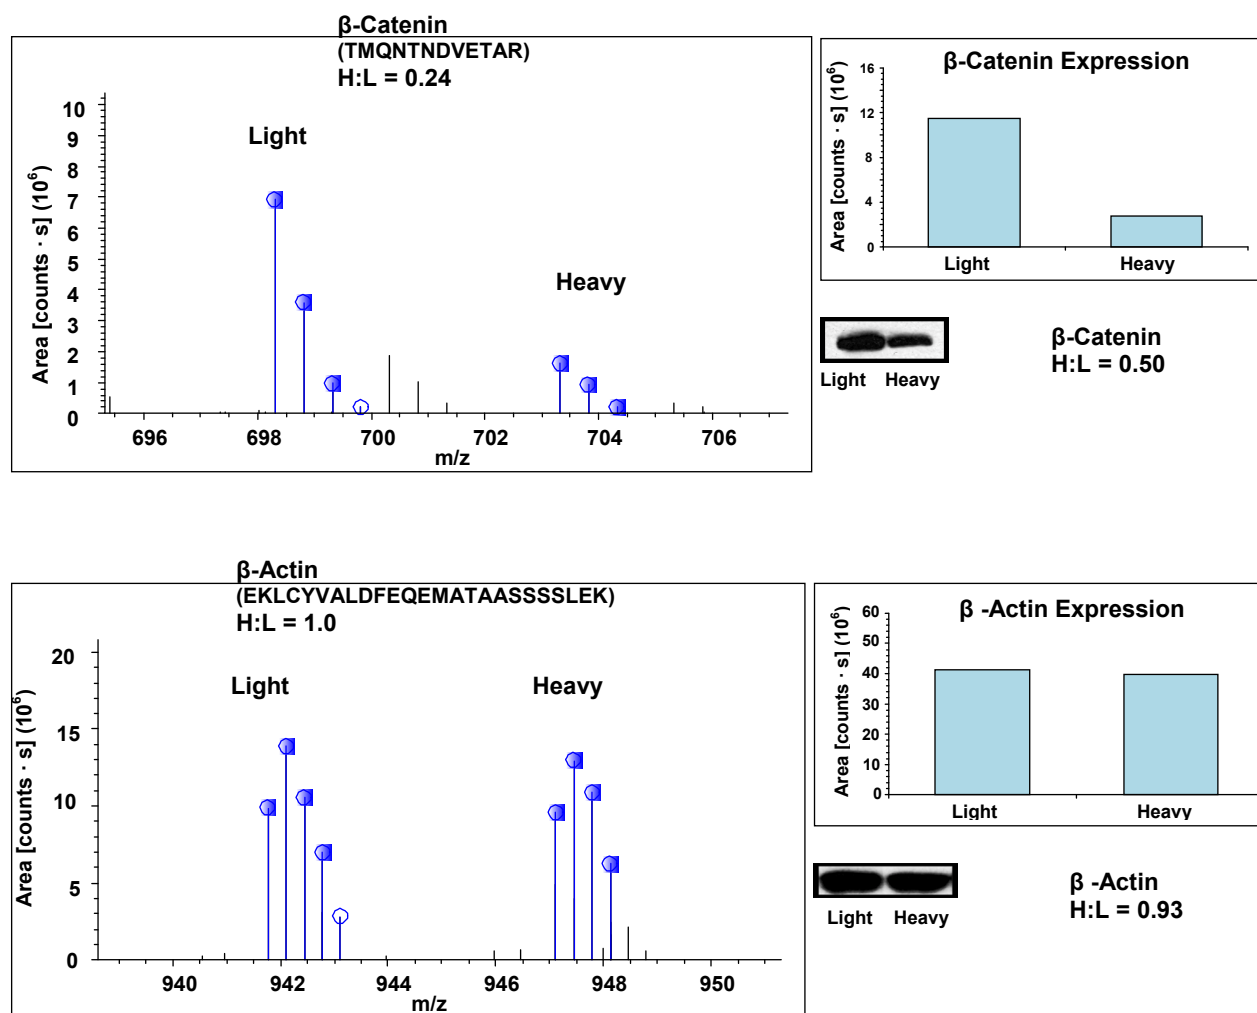 β-Catenin
(TMQNTNDVETAR)
H:L = 0.24
Area [counts · s] (10⁶)
10
9
8
7
6
5
4
3
2
1
0
Light
Heavy
696 698 700 702 704 706
m/z
β-Catenin Expression
Area [counts · s] (10⁶)
16
12
8
4
0
Light Heavy
Light Heavy
β-Catenin
H:L = 0.50
β-Actin
(EKLCYVALDFEQEMATAASSSSLEK)
H:L = 1.0
Area [counts · s] (10⁶)
20
15
10
5
0
Light
Heavy
940 942 944 946 948 950
m/z
β -Actin Expression
Area [counts · s] (10⁶)
60
50
40
30
20
10
0
Light Heavy
Light Heavy
β -Actin
H:L = 0.93